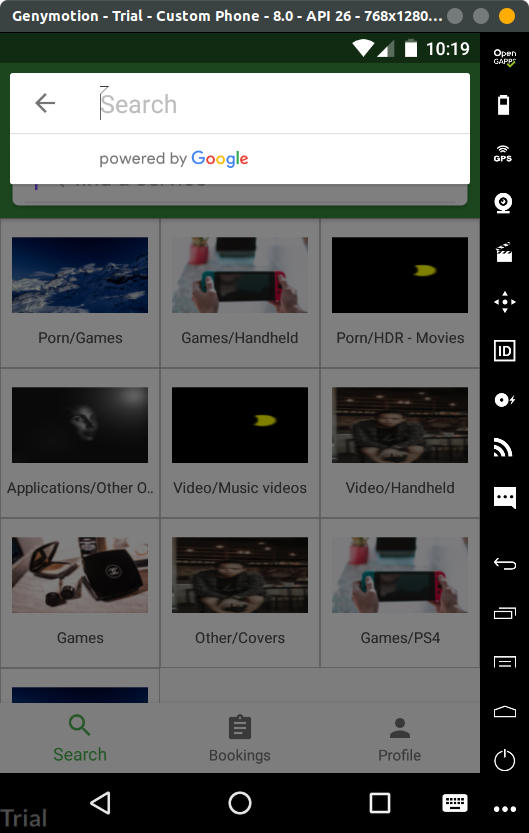 Genymotion - Trial - Custom Phone - 8.0 - API 26 - 768x1280...
10:19
Open
GAPPS
Search
powered by Google
find a service
GPS
Porn/Games
Games/Handheld
Porn/HDR - Movies
ID
Applications/Other O..
Video/Music videos
Video/Handheld
Games
Other/Covers
Games/PS4
Search
Bookings
Profile
Trial